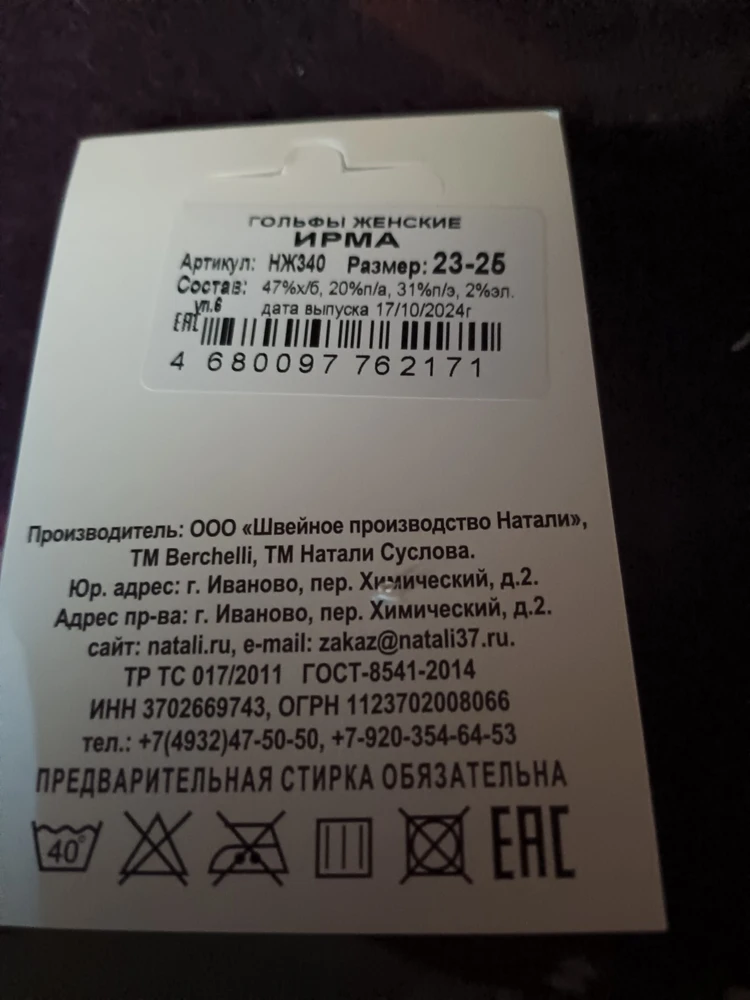 ГОЛЬФЫ ЖЕНСКИЕ
ИРМА
Артикул: НЖ340 Размер: 23-25
Состав: 47%х/б, 20%п/а, 31%п/э, 2%эл.
уп.6 дата выпуска 17/10/2024г
EAC
4 680097 762171
Производитель: ООО «Швейное производство Натали»,
ТМ Berchelli, ТМ Натали Суслова.
Юр. адрес: г. Иваново, пер. Химический, д.2.
Адрес пр-ва: г. Иваново, пер. Химический, д.2.
сайт: natali.ru, e-mail: zakaz@natali37.ru.
ТР ТС 017/2011 ГОСТ-8541-2014
ИНН 3702669743, ОГРН 1123702008066
тел.: +7(4932)47-50-50, +7-920-354-64-53
ПРЕДВАРИТЕЛЬНАЯ СТИРКА ОБЯЗАТЕЛЬНА
40° EAC